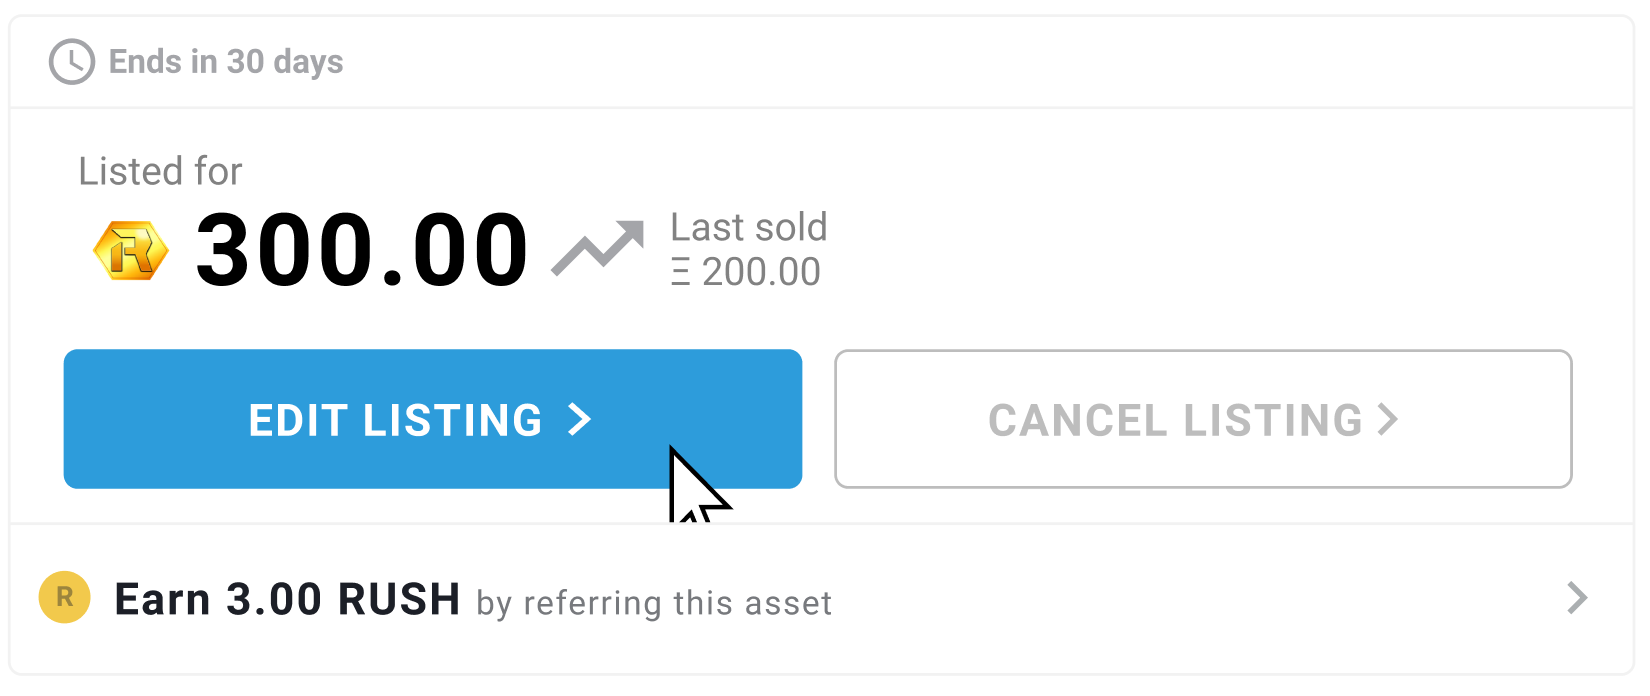 Ends in 30 days
Listed for
R 300.00
Last sold
Ξ 200.00
EDIT LISTING >
CANCEL LISTING >
R Earn 3.00 RUSH by referring this asset >